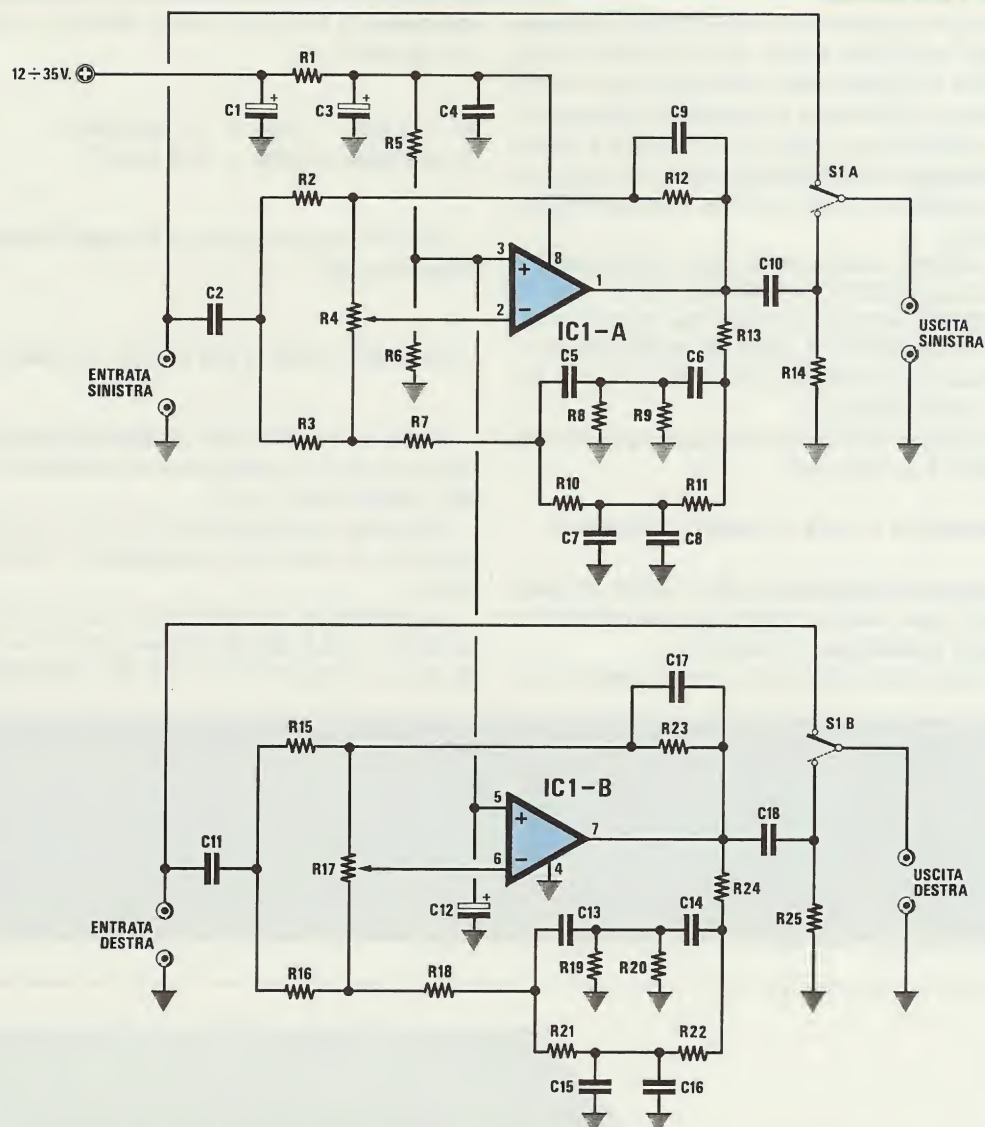 12÷35V.
R1
C1
+
C3
+
R5
C4
C9
R12
S1 A
R2
3
+
8
2
−
1
IC1-A
C10
C2
R4
R6
R13
USCITA
SINISTRA
ENTRATA
SINISTRA
C5
C6
R14
R3
R7
R8
R9
R10
R11
C7
C8
C17
R23
S1 B
R15
IC1-B
5
+
7
6
−
4
C18
C11
R17
C12
+
R24
USCITA
DESTRA
C13
C14
R25
ENTRATA
DESTRA
R16
R18
R19
R20
R21
R22
C15
C16